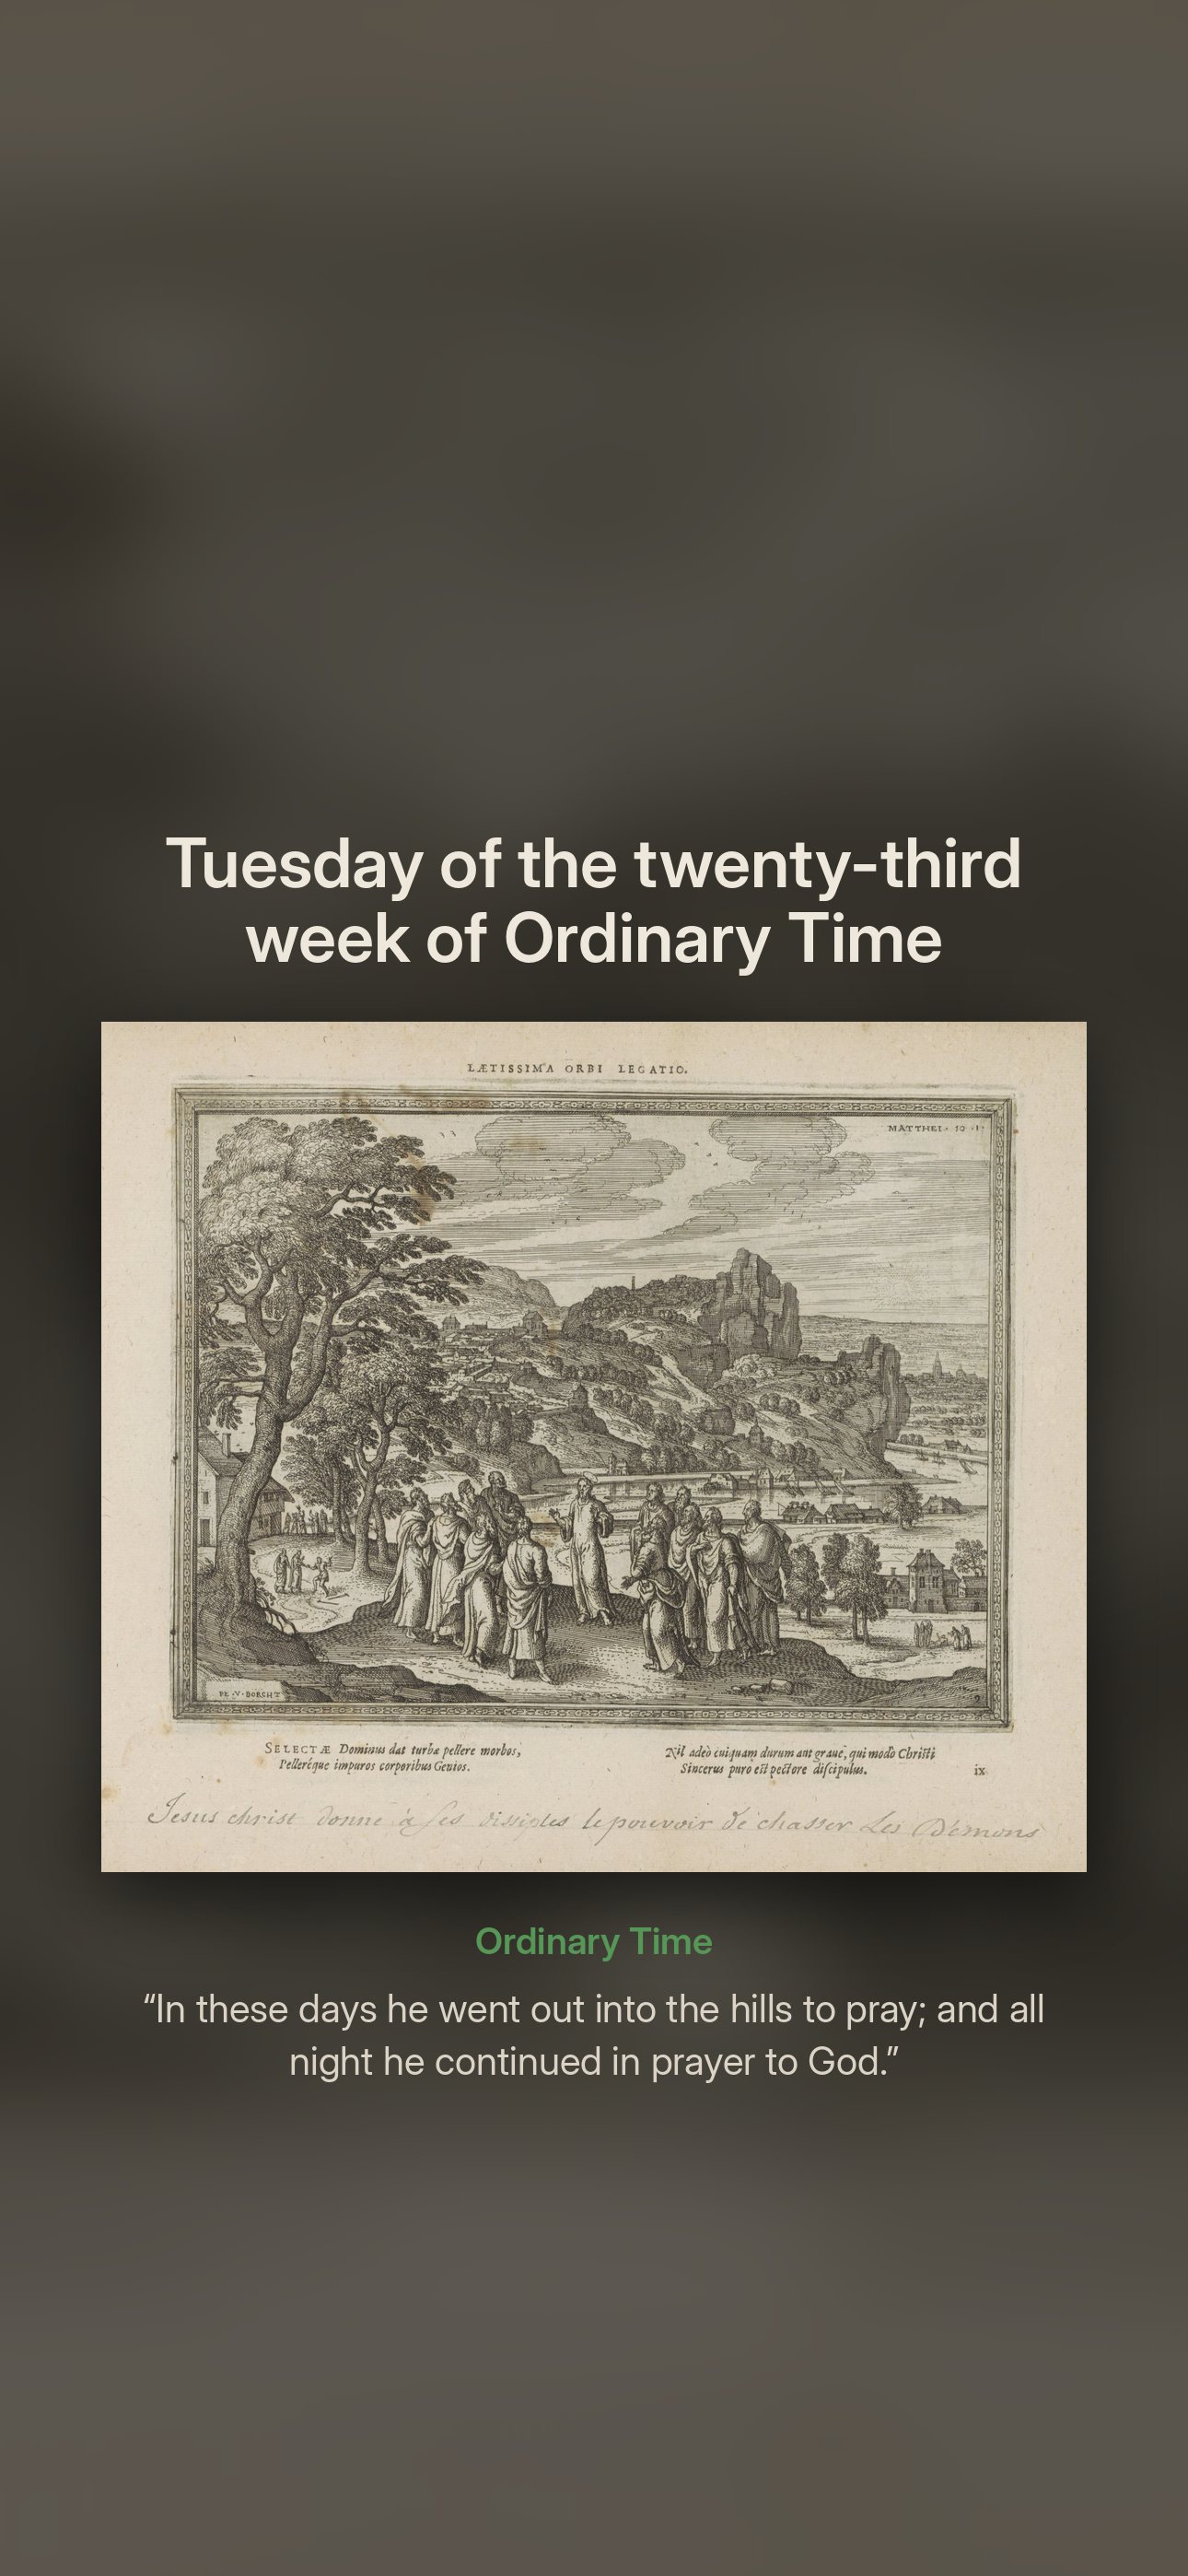 Tuesday of the twenty-third
week of Ordinary Time
LÆTISSIMA ORBI LEGATIO.
MATTHEI. 10 .1.
PE .V. BORCHT
SELECTÆ Dominus dat turbæ pellere morbos,
Pelleréque impuros corporibus Genios.
Nil adeò cuiquam durum aut grauè, qui modò Christi
Sincerus puro est pectore discipulus.
ix
Jesus christ donne à ses disciples le pouvoir de chasser Les Démons
Ordinary Time
“In these days he went out into the hills to pray; and all
night he continued in prayer to God.”